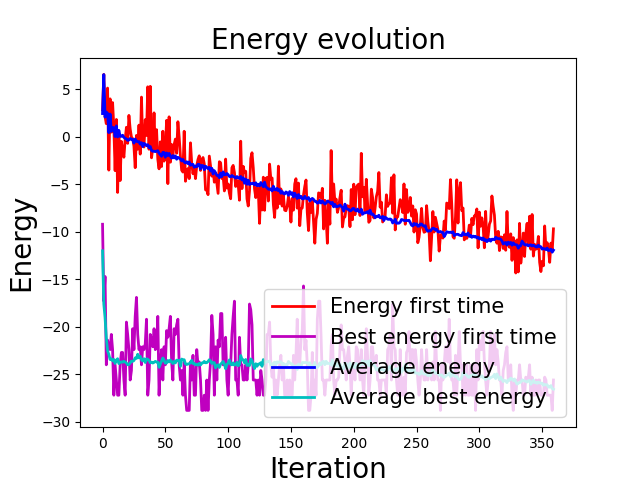 Energy evolution
Energy
5
0
−5
−10
−15
−20
−25
−30
Energy first time
Best energy first time
Average energy
Average best energy
0
50
100
150
200
250
300
350
Iteration